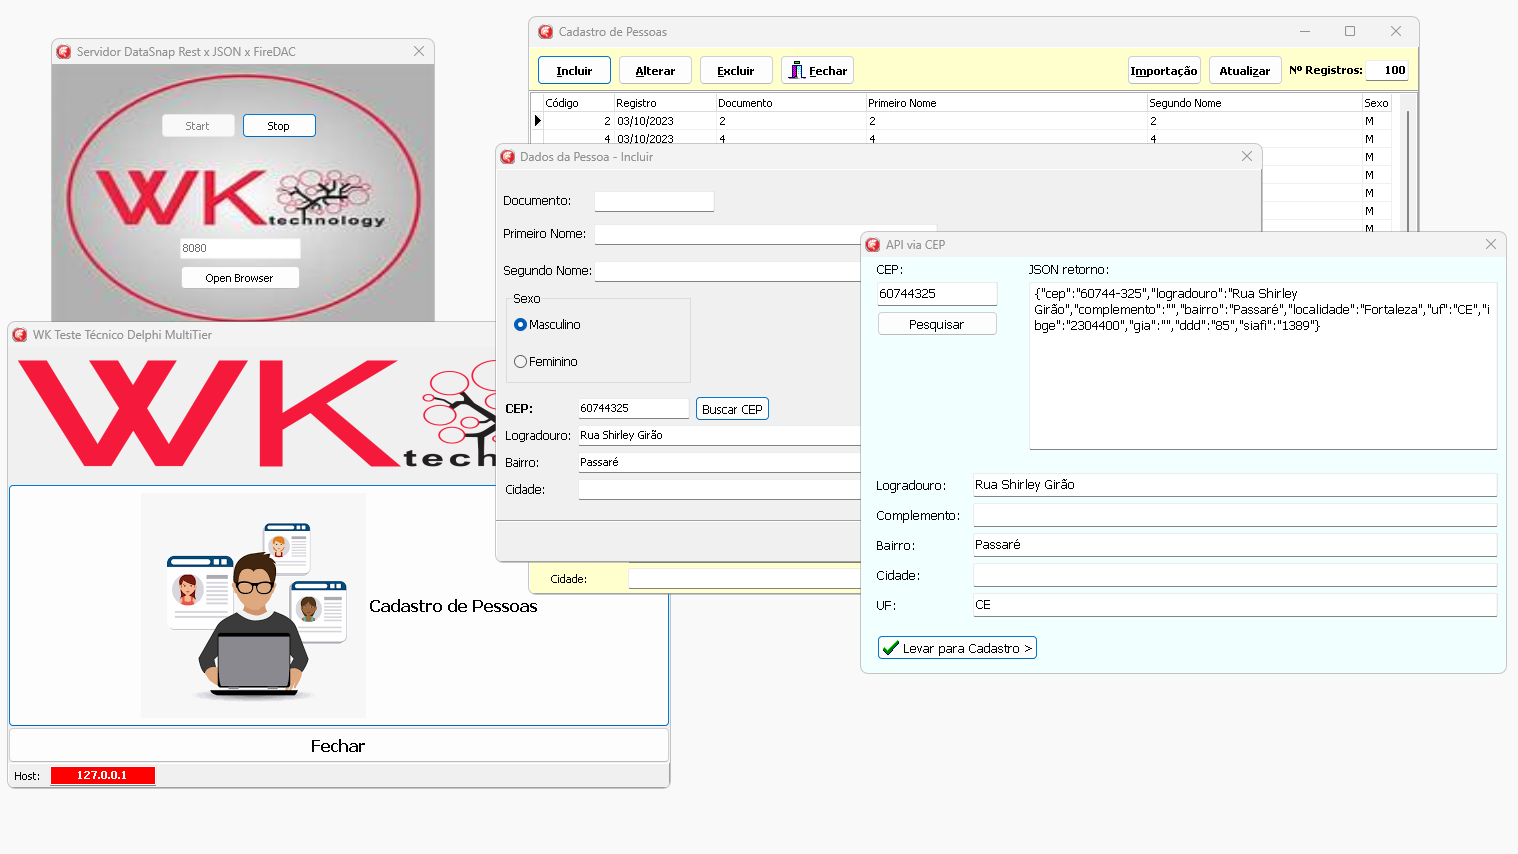 Servidor DataSnap Rest x JSON x FireDAC
Start
Stop
WK
technology
8080
Open Browser
WK Teste Técnico Delphi MultiTier
WK
tech
Cadastro de Pessoas
Fechar
Host:
127.0.0.1
Cadastro de Pessoas
Incluir
Alterar
Excluir
Fechar
Importação
Atualizar
Nº Registros:
100
Código Registro Documento Primeiro Nome Segundo Nome Sexo
2 03/10/2023 2 2 2 M
4 03/10/2023 4 4 4 M
M
M
M
M
M
Cidade:
Dados da Pessoa - Incluir
Documento:
Primeiro Nome:
Segundo Nome:
Sexo
Masculino
Feminino
CEP:
60744325
Buscar CEP
Logradouro:
Rua Shirley Girão
Bairro:
Passaré
Cidade:
API via CEP
CEP:
60744325
Pesquisar
JSON retorno:
{"cep":"60744-325","logradouro":"Rua Shirley
Girão","complemento":"","bairro":"Passaré","localidade":"Fortaleza","uf":"CE","i
bge":"2304400","gia":"","ddd":"85","siafi":"1389"}
Logradouro:
Rua Shirley Girão
Complemento:
Bairro:
Passaré
Cidade:
UF:
CE
Levar para Cadastro >